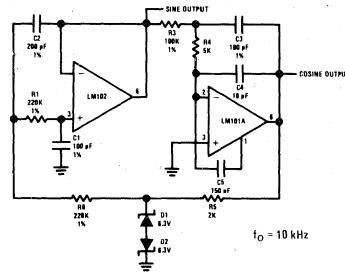 SINE OUTPUT
C2
200 pF
1%
R3
100K
1%
R4
5K
C3
100 pF
1%
COSINE OUTPUT
C4
10 pF
R1
220K
1%
3
LM102
6
C1
100 pF
1%
2
LM101A
6
3
1
C5
150 pF
R6
220K
1%
D1
6.3V
D2
6.3V
R5
2K
fO = 10 kHz